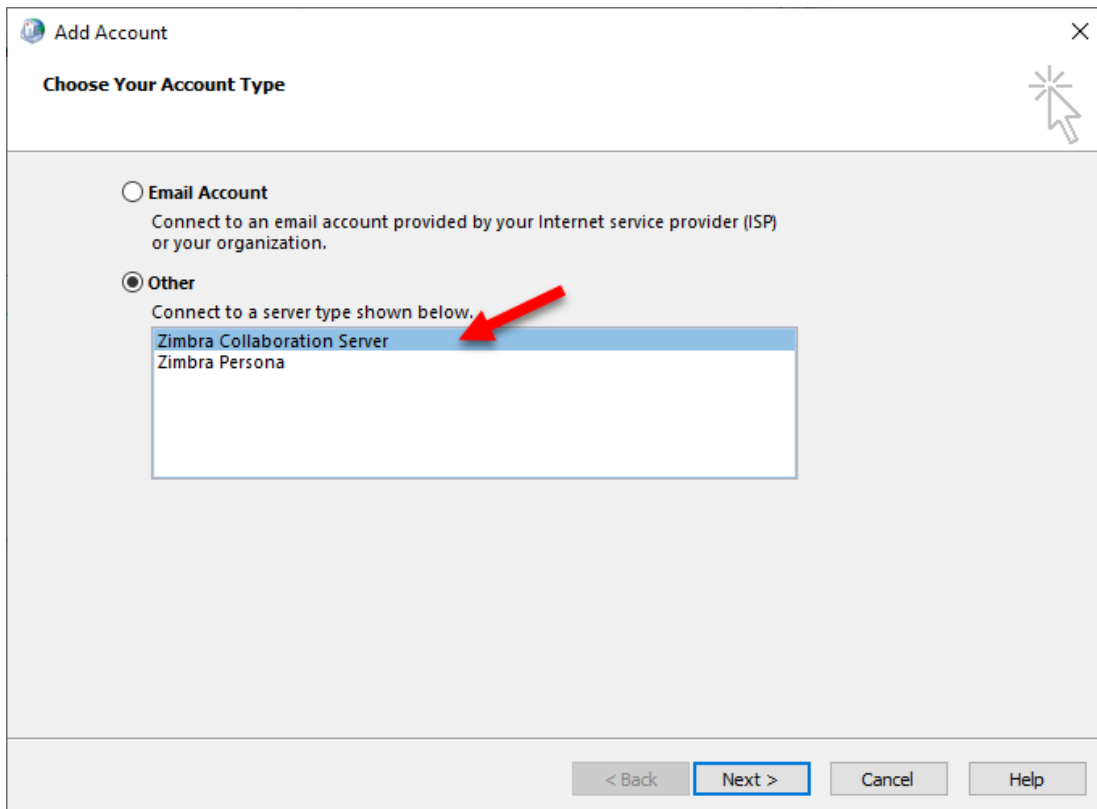 Add Account
Choose Your Account Type
Email Account
Connect to an email account provided by your Internet service provider (ISP)
or your organization.
Other
Connect to a server type shown below.
Zimbra Collaboration Server
Zimbra Persona
< Back
Next >
Cancel
Help